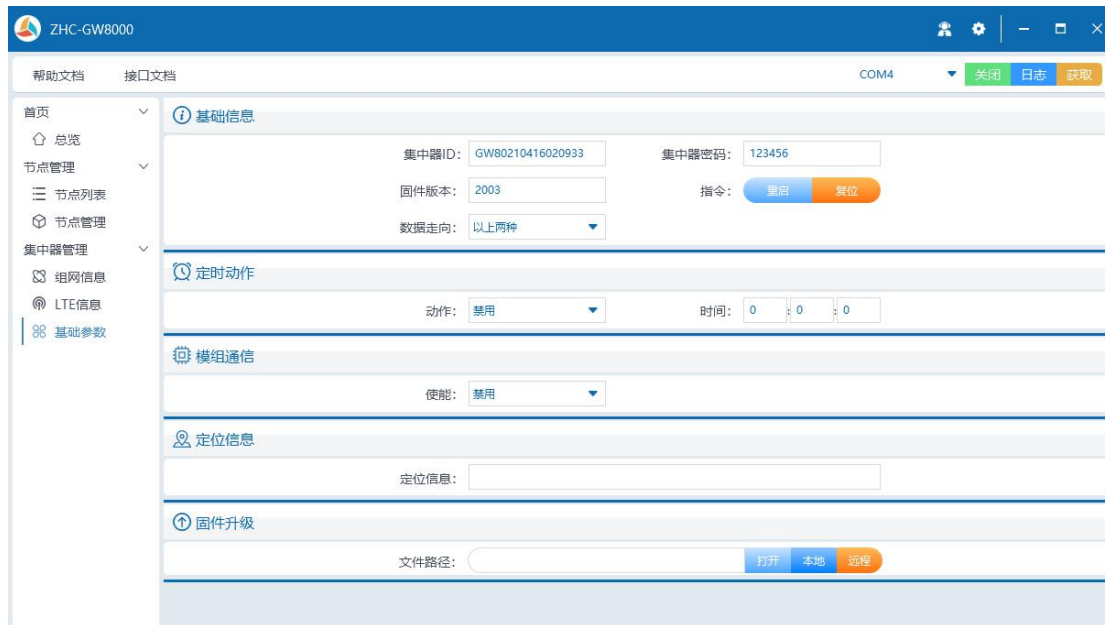 ZHC-GW8000
帮助文档 接口文档 COM4 关闭 日志 获取
首页
总览
节点管理
节点列表
节点管理
集中器管理
组网信息
LTE信息
基础参数
基础信息
集中器ID: GW80210416020933 集中器密码: 123456
固件版本: 2003 指令: 重启 复位
数据走向: 以上两种
定时动作
动作: 禁用 时间: 0 : 0 : 0
模组通信
使能: 禁用
定位信息
定位信息:
固件升级
文件路径: 打开 本地 远程